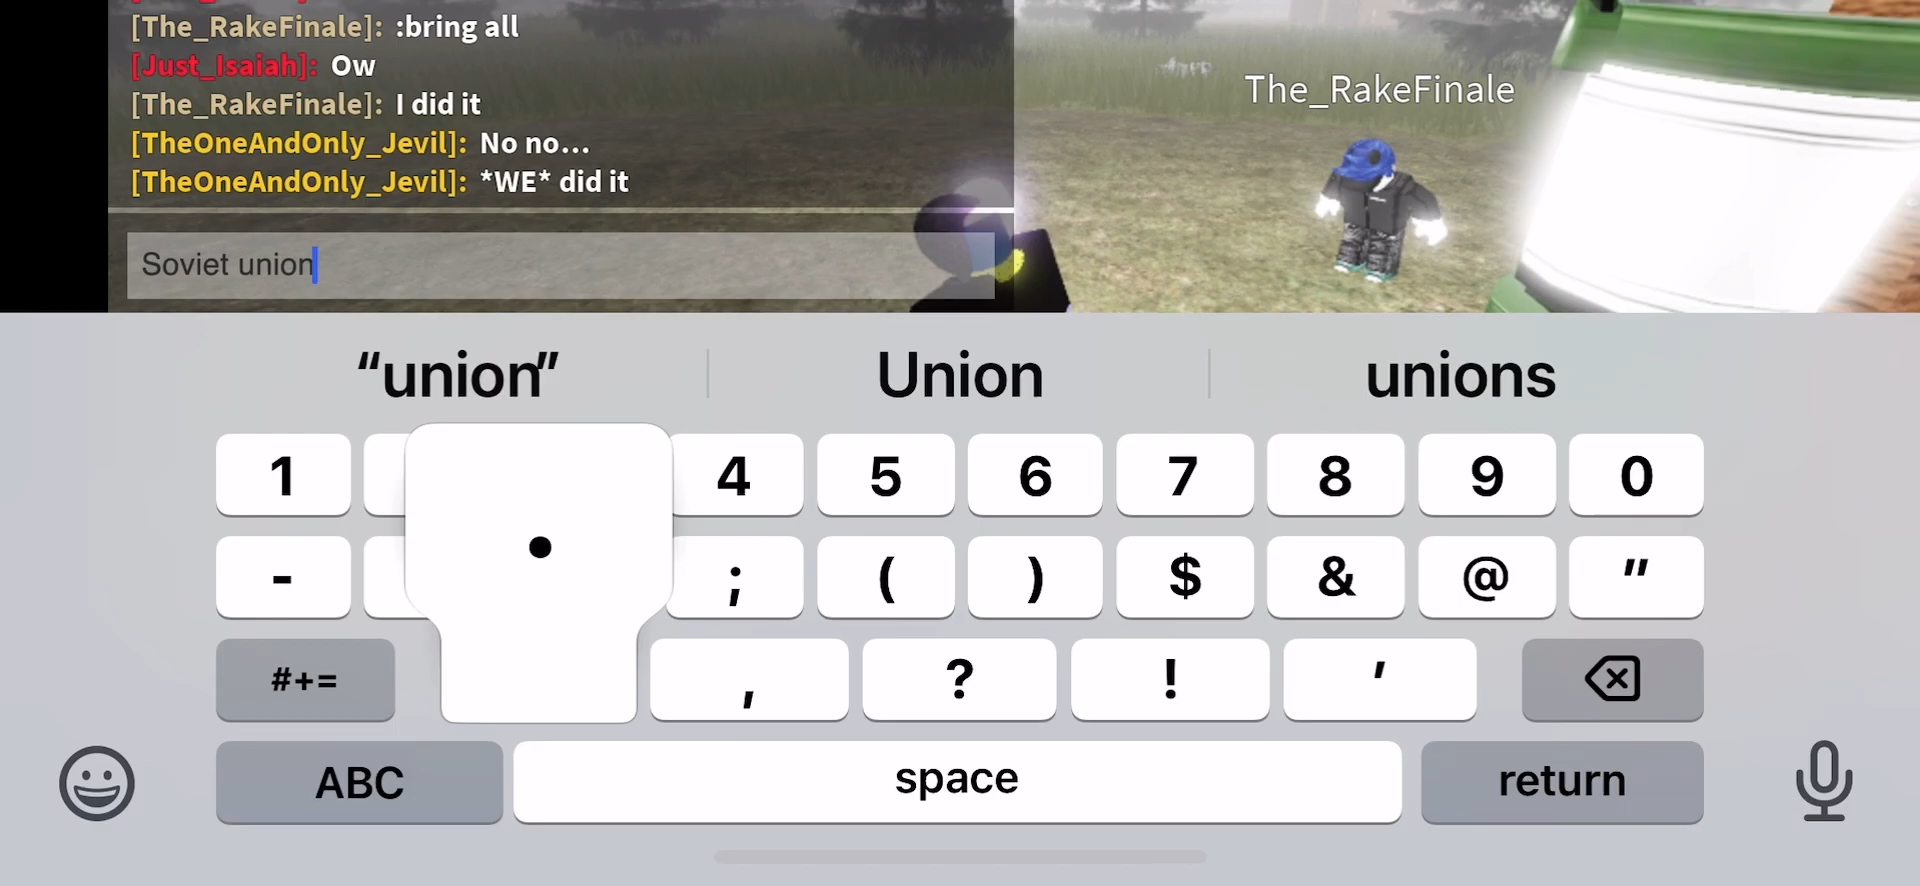 [The_RakeFinale]: :bring all
[Just_Isaiah]: Ow
[The_RakeFinale]: I did it
[TheOneAndOnly_Jevil]: No no...
[TheOneAndOnly_Jevil]: *WE* did it
The_RakeFinale
Soviet union
“union” Union unions
1 4 5 6 7 8 9 0
- ; ( ) $ & @ "
#+= . , ? ! '
ABC space return